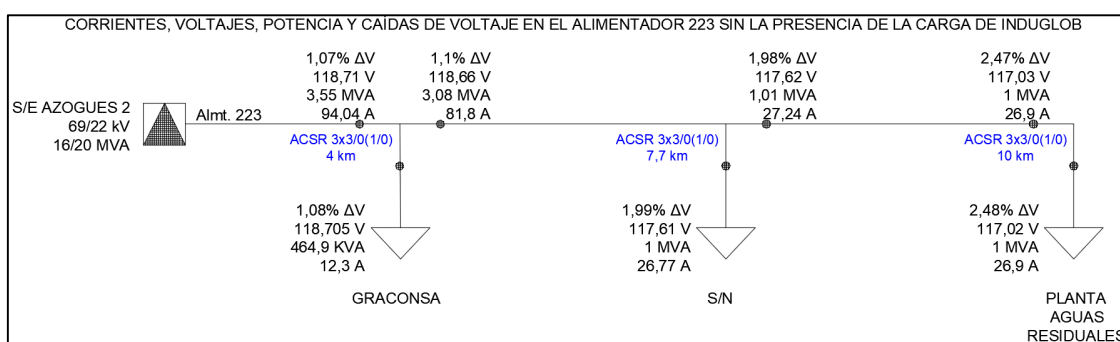 CORRIENTES, VOLTAJES, POTENCIA Y CAÍDAS DE VOLTAJE EN EL ALIMENTADOR 223 SIN LA PRESENCIA DE LA CARGA DE INDUGLOB
S/E AZOGUES 2
69/22 kV
16/20 MVA
Almt. 223
1,07% ΔV
118,71 V
3,55 MVA
94,04 A
1,1% ΔV
118,66 V
3,08 MVA
81,8 A
1,98% ΔV
117,62 V
1,01 MVA
27,24 A
2,47% ΔV
117,03 V
1 MVA
26,9 A
ACSR 3x3/0(1/0)
4 km
ACSR 3x3/0(1/0)
7,7 km
ACSR 3x3/0(1/0)
10 km
1,08% ΔV
118,705 V
464,9 KVA
12,3 A
GRACONSA
1,99% ΔV
117,61 V
1 MVA
26,77 A
S/N
2,48% ΔV
117,02 V
1 MVA
26,9 A
PLANTA
AGUAS
RESIDUALES